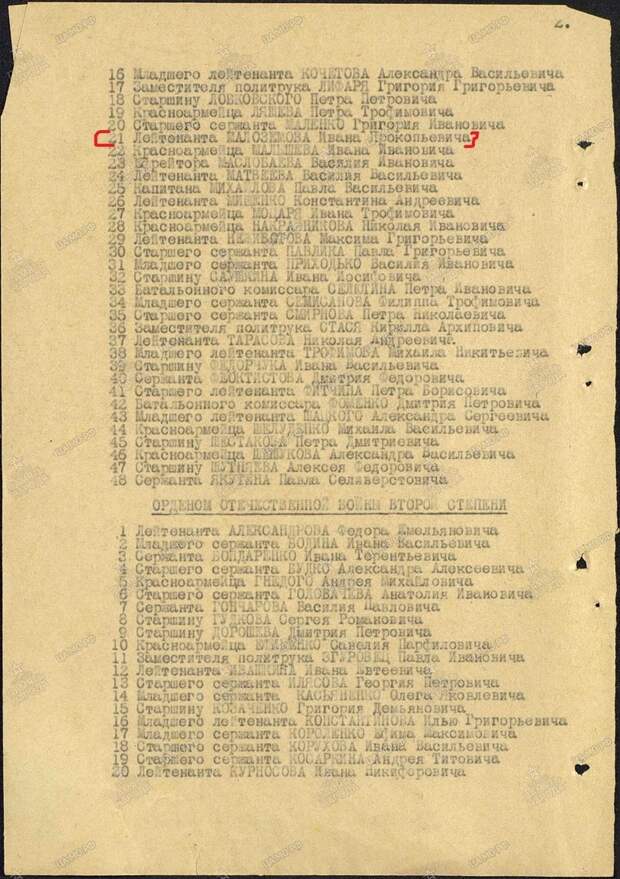 2.
16 Младшего лейтенанта КОЧЕТОВА Александра Васильевича
17 Заместителя политрука ЛИФАРЯ Григория Григорьевича
18 Старшину ЛОБКОВСКОГО Петра Петровича
19 Красноармейца ЛЯШЕВА Петра Трофимовича
20 Старшего сержанта МАЛЕНКО Григория Ивановича
21 Лейтенанта МАЛОЗЕМОВА Ивана Прокопьевича
22 Красноармейца МАЛЫШЕВА Ивана Ивановича
23 Ефрейтора МАСЛОБАЕВА Василия Ивановича
24 Лейтенанта МАТВЕЕВА Василия Васильевича
25 Капитана МИХАЙЛОВА Павла Васильевича
26 Лейтенанта МИЩЕНКО Константина Андреевича
27 Красноармейца МОЦАРЯ Ивана Трофимовича
28 Красноармейца НАКРАЙНИКОВА Николая Ивановича
29 Лейтенанта Максима Григорьевича
30 Старшего сержанта ПАВЛИКА Павла Григорьевича
31 Младшего сержанта ПРИХОДЬКО Василия Ивановича
32 Старшину Ивана Иосифовича
33 Батальонного комиссара СЕЛЮТИНА Петра Ивановича
34 Младшего сержанта СЕМИСАНОВА Филиппа Трофимовича
35 Старшего сержанта СМИРНОВА Петра Николаевича
36 Заместителя политрука СТАСЯ Кирилла Архиповича
37 Лейтенанта ТАРАСОВА Николая Андреевича
38 Младшего лейтенанта ТРОФИМОВА Михаила Никитьевича
39 Старшину ФЕДОРЧУКА Ивана Васильевича
40 Сержанта ФЕОКТИСТОВА Дмитрия Федоровича
41 Старшего лейтенанта ФИТЧИНА Петра Борисовича
42 Батальонного комиссара ФОМЕНКО Дмитрия Петровича
43 Младшего лейтенанта ШАЦКОГО Александра Сергеевича
44 Красноармейца ШЕЛУДЕНКО Михаила Васильевича
45 Старшину ШЕСТАКОВА Петра Дмитриевича
46 Красноармейца ШЕШУКОВА Александра Васильевича
47 Старшину ШУТНЯЕВА Алексея Федоровича
48 Сержанта ЯКУТИНА Павла Селиверстовича
ОРДЕНОМ ОТЕЧЕСТВЕННОЙ ВОЙНЫ ВТОРОЙ СТЕПЕНИ
1 Лейтенанта АЛЕКСАНДРОВА Федора Емельяновича
2 Младшего сержанта БОДИНА Ивана Васильевича
3 Сержанта БОНДАРЕНКО Ивана Терентьевича
4 Старшего сержанта БУДКО Александра Алексеевича
5 Красноармейца ГНЕДОГО Андрея Михайловича
6 Старшего сержанта ГОЛОВАЧЕВА Анатолия Ивановича
7 Сержанта ГОНЧАРОВА Василия Павловича
8 Старшину ГУДКОВА Сергея Романовича
9 Старшину ДОРОШЕВА Дмитрия Петровича
10 Красноармейца Савелия Парфиловича
11 Заместителя политрука ЗГУРОВЕЦ Павла Ивановича
12 Лейтенанта ИВАШКИНА Ивана Евтеевича
13 Старшего сержанта ИЛЯСОВА Георгия Петровича
14 Младшего сержанта КАСЬЯНЕНКО Олега Яковлевича
15 Старшину КОЗАЧЕНКО Григория Демьяновича
16 Младшего лейтенанта КОНСТАНТИНОВА Илью Григорьевича
17 Младшего сержанта КОРОЛЕНКО Ефима Максимовича
18 Старшего сержанта КОРУХОВА Ивана Васильевича
19 Старшего сержанта КОСАРКИНА Андрея Титовича
20 Лейтенанта КУРНОСОВА Ивана Никифоровича